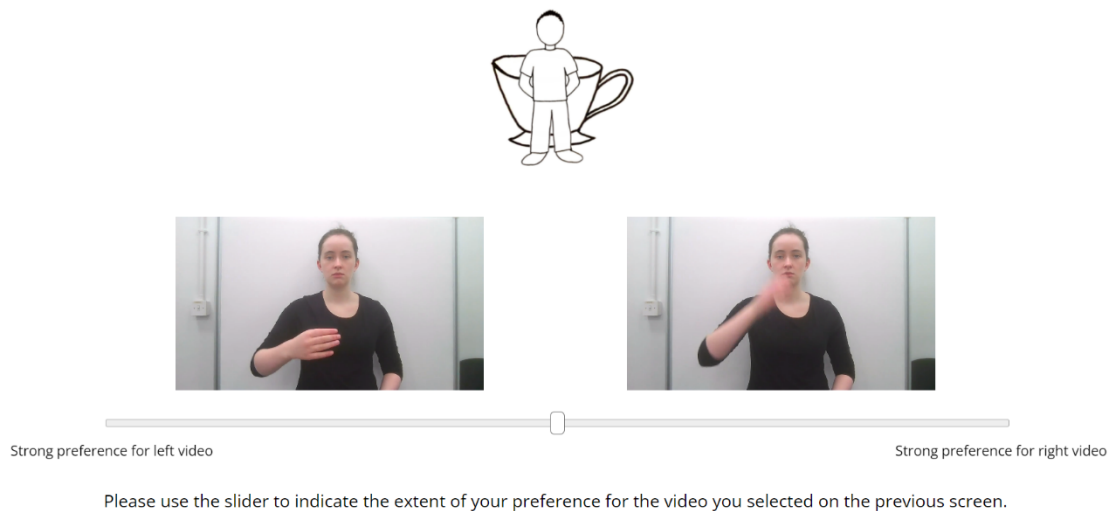 Strong preference for left video
Strong preference for right video
Please use the slider to indicate the extent of your preference for the video you selected on the previous screen.